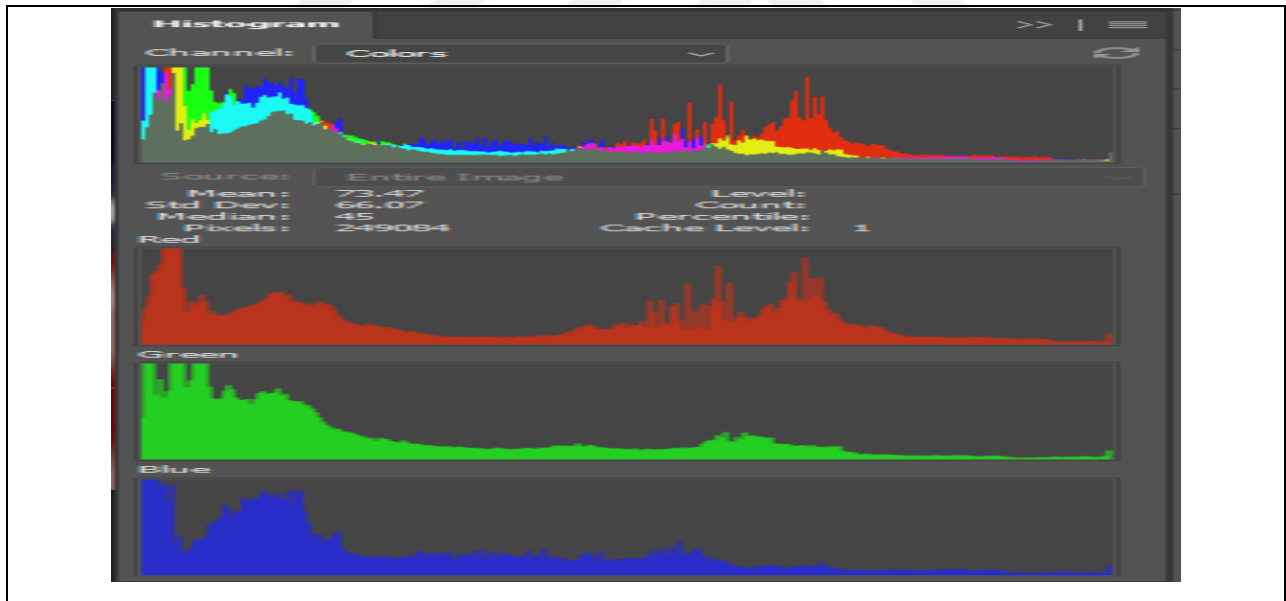 Histogram >>
Channel: Colors
Source: Entire Image
Mean: 73.47 Level:
Std Dev: 66.07 Count:
Median: 45 Percentile:
Pixels: 249084 Cache Level: 1
Red
Green
Blue